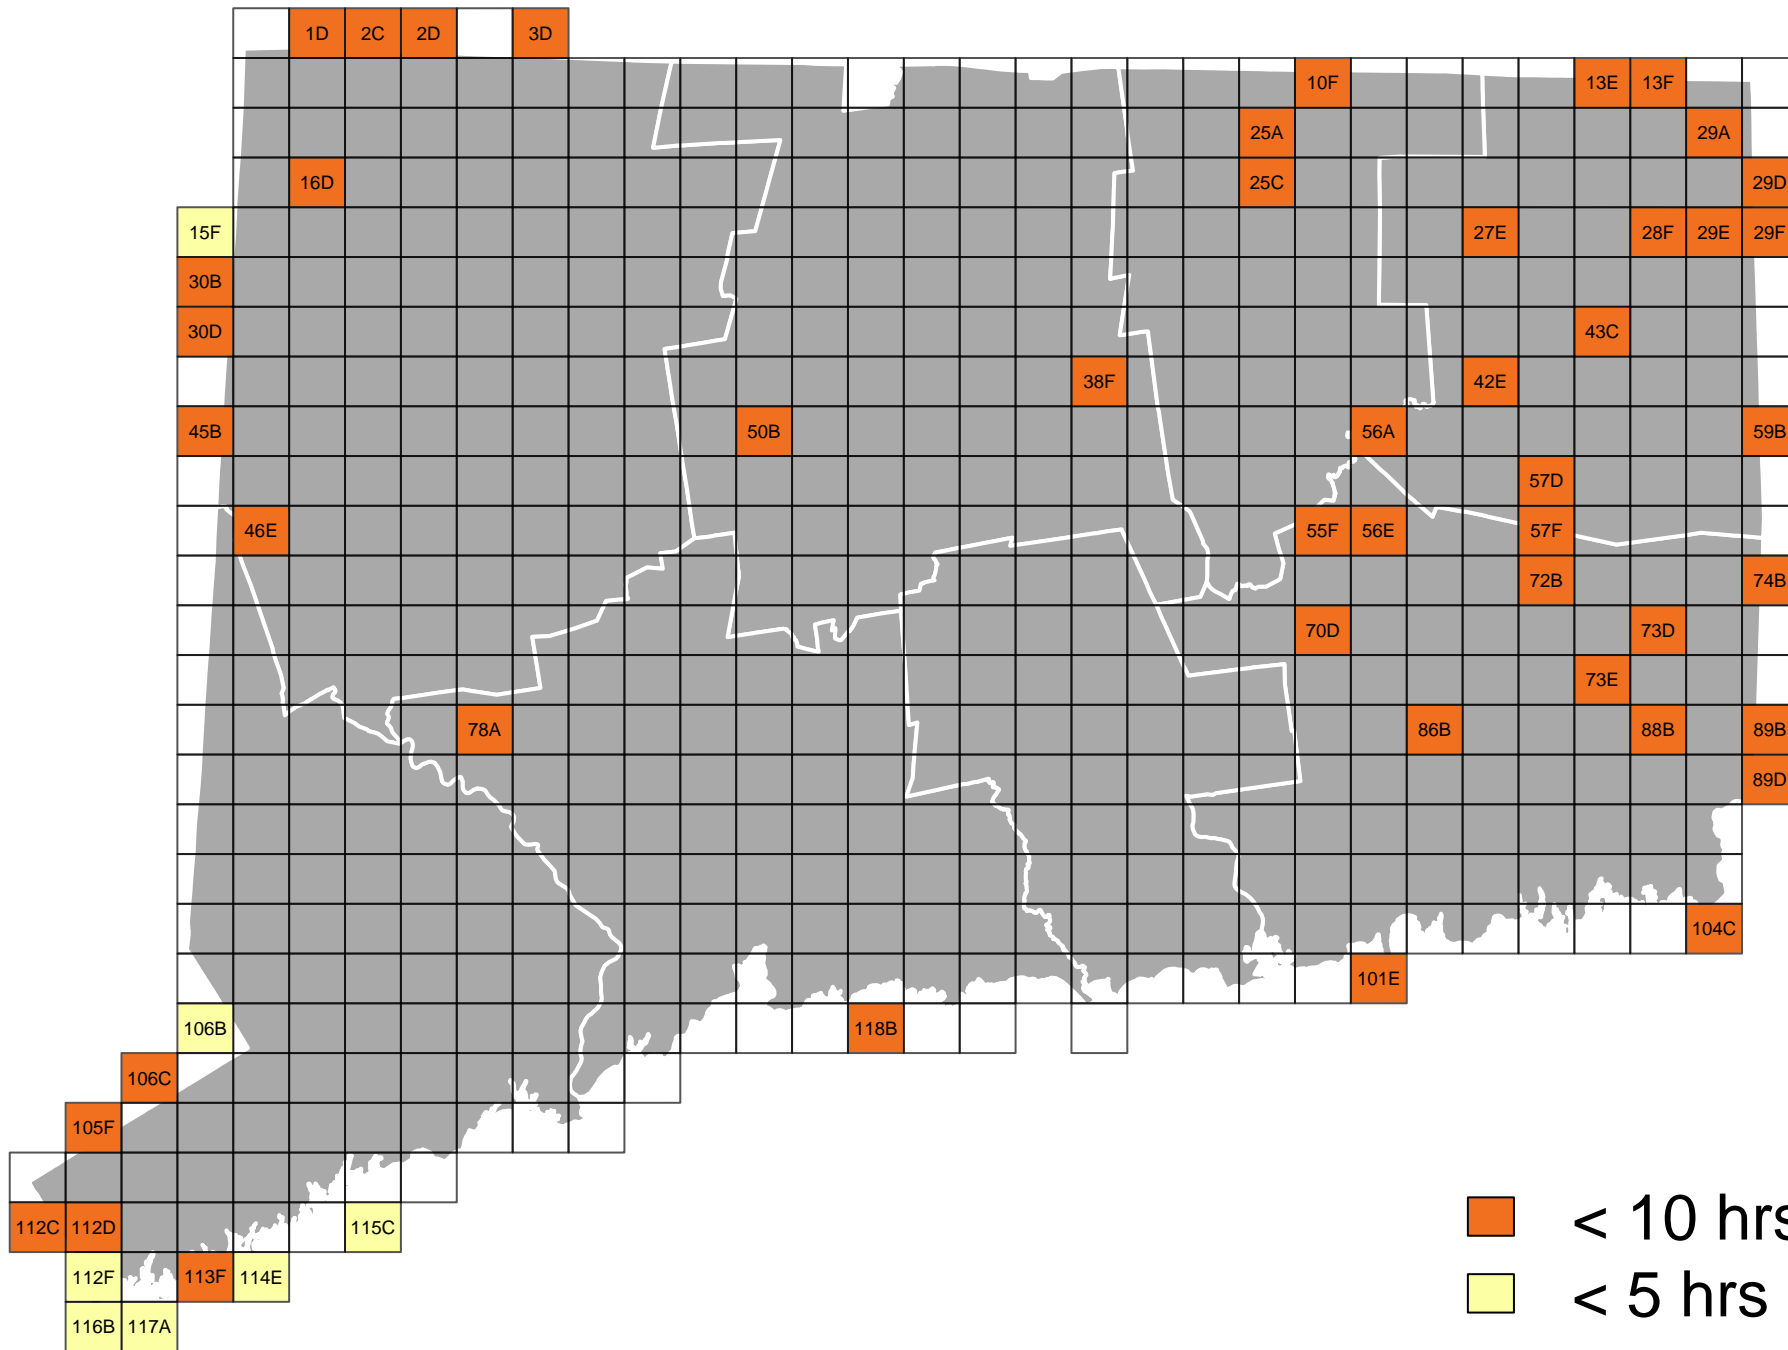 1D 2C 2D 3D
10F 13E 13F
25A 29A
16D 25C 29D
15F 27E 28F 29E 29F
30B
30D 43C
38F 42E
45B 50B 56A 59B
57D
46E 55F 56E 57F
72B 74B
70D 73D
73E
78A 86B 88B 89B
89D
104C
101E
106B 118B
106C
105F
112C 112D 115C
< 10 hrs
112F 113F 114E
< 5 hrs
116B 117A